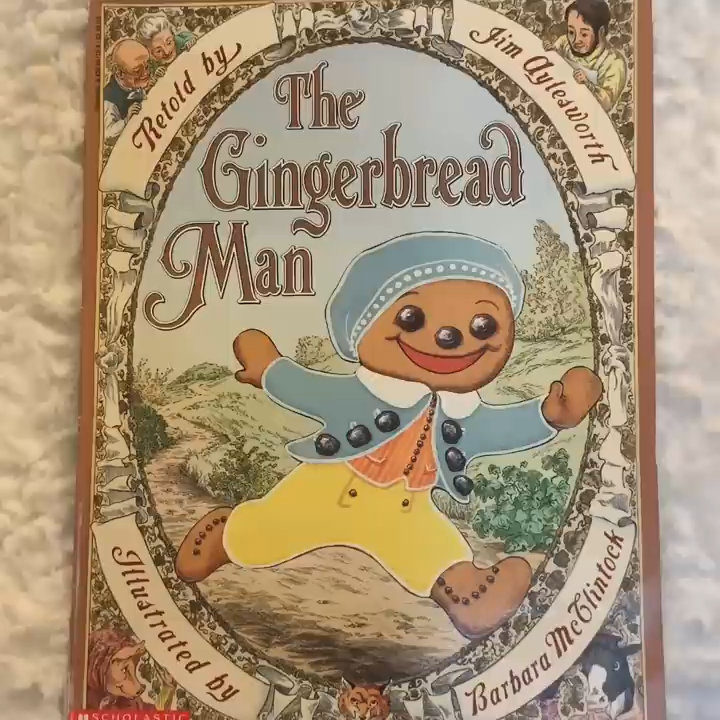 Retold by
Jim Aylesworth
The
Gingerbread
Man
Illustrated by
Barbara McClintock
SCHOLASTIC